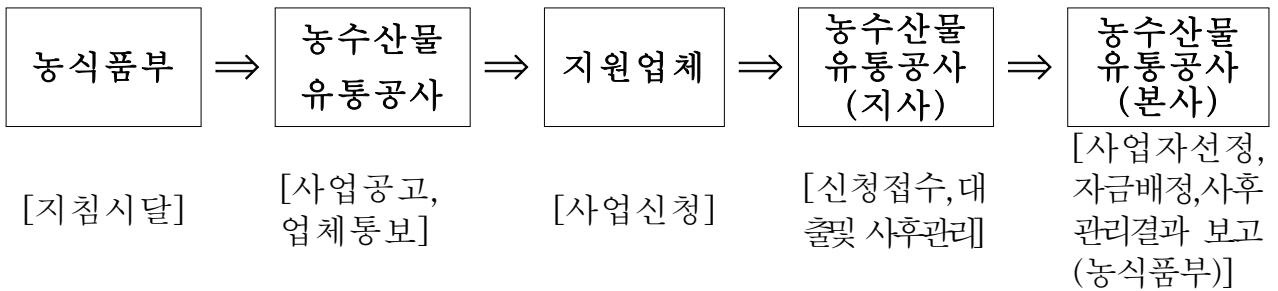 농식품부
⇒
농수산물
유통공사
⇒
지원업체
⇒
농수산물
유통공사
(지사)
⇒
농수산물
유통공사
(본사)
[지침시달]
[사업공고,
업체통보]
[사업신청]
[신청접수,대
출및 사후관리]
[사업자선정,
자금배정,사후
관리결과 보고
(농식품부)]